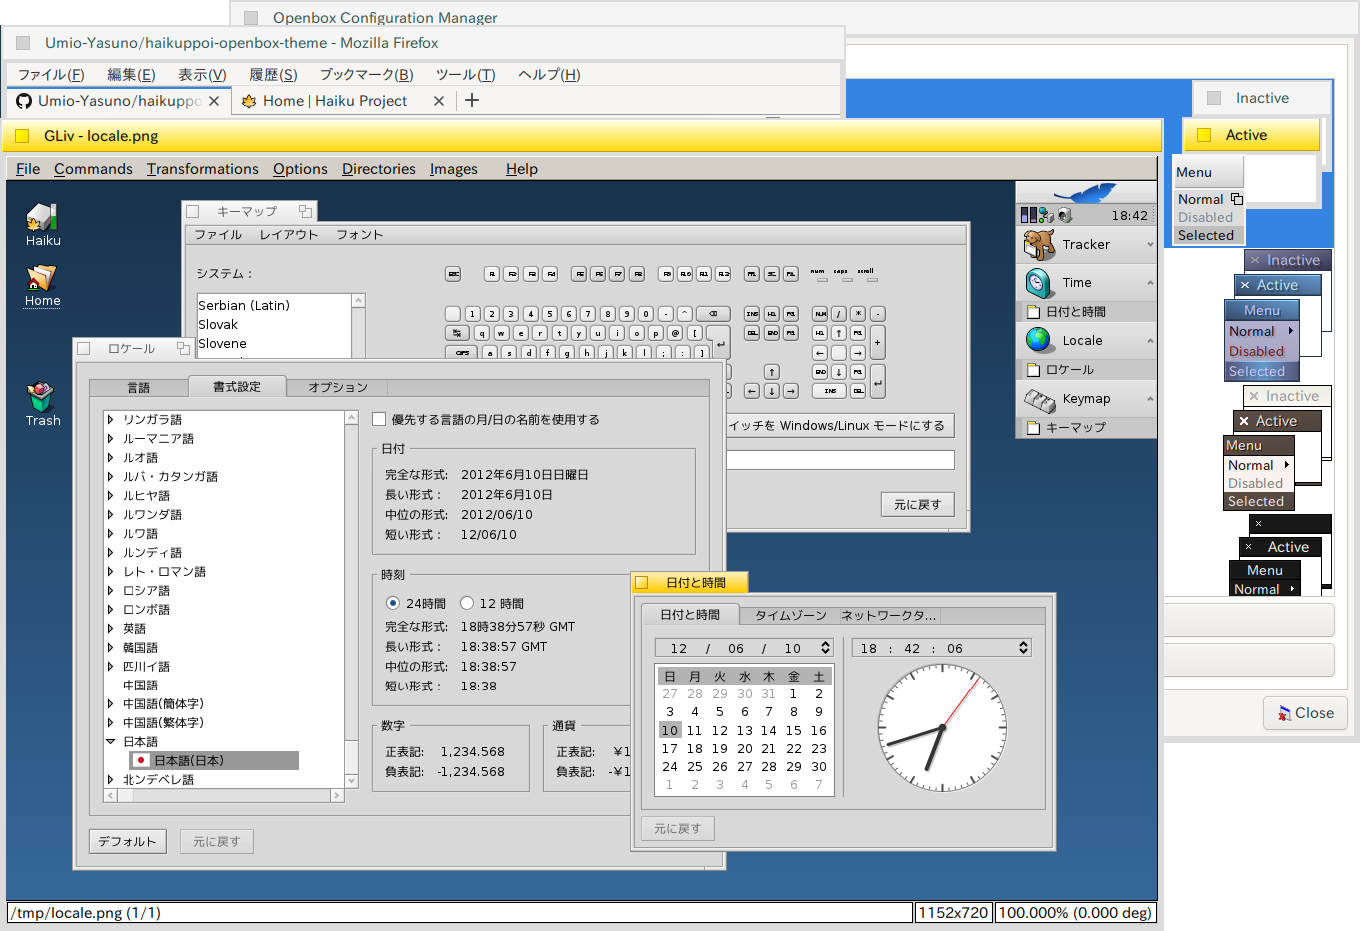 Openbox Configuration Manager
Umio-Yasuno/haikuppoi-openbox-theme - Mozilla Firefox
ファイル(F) 編集(E) 表示(V) 履歴(S) ブックマーク(B) ツール(T) ヘルプ(H)
Umio-Yasuno/haikuppo
Home | Haiku Project
GLiv - locale.png
File Commands Transformations Options Directories Images Help
Haiku
Home
Trash
キーマップ
ファイル レイアウト フォント
システム：
Serbian (Latin)
Slovak
Slovene
num caps scroll
1 2 3 4 5 6 7 8 9 0 - ^
q w e r t y u i o p @ [
a s d f g h j k l ; : ]
イッチを Windows/Linux モードにする
元に戻す
18:42
Tracker
Time
日付と時間
Locale
ロケール
Keymap
キーマップ
ロケール
言語 書式設定 オプション
リンガラ語
ルーマニア語
ルオ語
ルバ・カタンガ語
ルヒヤ語
ルワンダ語
ルワ語
ルンディ語
レト・ロマン語
ロシア語
ロンボ語
英語
韓国語
四川イ語
中国語
中国語(簡体字)
中国語(繁体字)
日本語
日本語(日本)
北ンデベレ語
優先する言語の月/日の名前を使用する
日付
完全な形式: 2012年6月10日日曜日
長い形式： 2012年6月10日
中位の形式: 2012/06/10
短い形式： 12/06/10
時刻
24時間 12 時間
完全な形式: 18時38分57秒 GMT
長い形式： 18:38:57 GMT
中位の形式: 18:38:57
短い形式： 18:38
数字
正表記: 1,234.568
負表記: -1,234.568
通貨
正表記: ￥1
負表記: -￥1
デフォルト 元に戻す
日付と時間
日付と時間 タイムゾーン ネットワークタ...
12 / 06 / 10
18 : 42 : 06
日 月 火 水 木 金 土
27 28 29 30 31 1 2
3 4 5 6 7 8 9
10 11 12 13 14 15 16
17 18 19 20 21 22 23
24 25 26 27 28 29 30
1 2 3 4 5 6 7
元に戻す
/tmp/locale.png (1/1)
1152x720
100.000% (0.000 deg)
Inactive
Active
Menu
Normal
Disabled
Selected
Inactive
Active
Menu
Normal
Disabled
Selected
Inactive
Active
Menu
Normal
Disabled
Selected
Active
Menu
Normal
Close